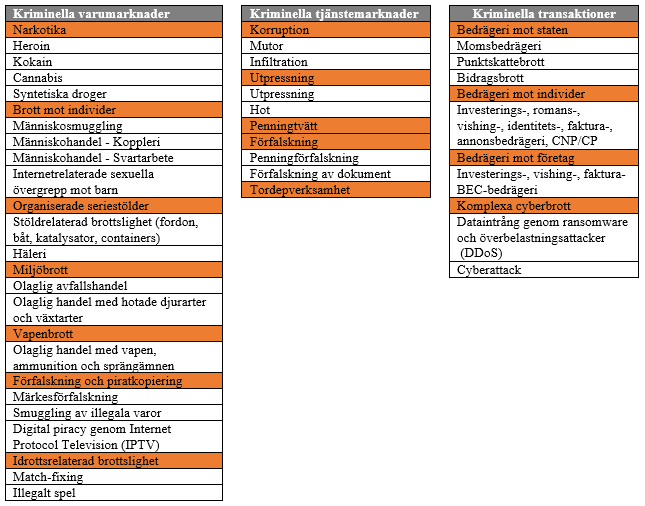 Kriminella varumarknader
Narkotika
Heroin
Kokain
Cannabis
Syntetiska droger
Brott mot individer
Människosmuggling
Människohandel - Koppleri
Människohandel - Svartarbete
Internetrelaterade sexuella
övergrepp mot barn
Organiserade seriestölder
Stöldrelaterad brottslighet (fordon,
båt, katalysator, containers)
Häleri
Miljöbrott
Olaglig avfallshandel
Olaglig handel med hotade djurarter
och växtarter
Vapenbrott
Olaglig handel med vapen,
ammunition och sprängämnen
Förfalskning och piratkopiering
Märkesförfalskning
Smuggling av illegala varor
Digital piracy genom Internet
Protocol Television (IPTV)
Idrottsrelaterad brottslighet
Match-fixing
Illegalt spel
Kriminella tjänstemarknader
Korruption
Mutor
Infiltration
Utpressning
Utpressning
Hot
Penningtvätt
Förfalskning
Penningförfalskning
Förfalskning av dokument
Tordepverksamhet
Kriminella transaktioner
Bedrägeri mot staten
Momsbedrägeri
Punktskattebrott
Bidragsbrott
Bedrägeri mot individer
Investerings-, romans-,
vishing-, identitets-, faktura-,
annonsbedrägeri, CNP/CP
Bedrägeri mot företag
Investerings-, vishing-, faktura-
BEC-bedrägeri
Komplexa cyberbrott
Dataintrång genom ransomware
och överbelastningsattacker
(DDoS)
Cyberattack